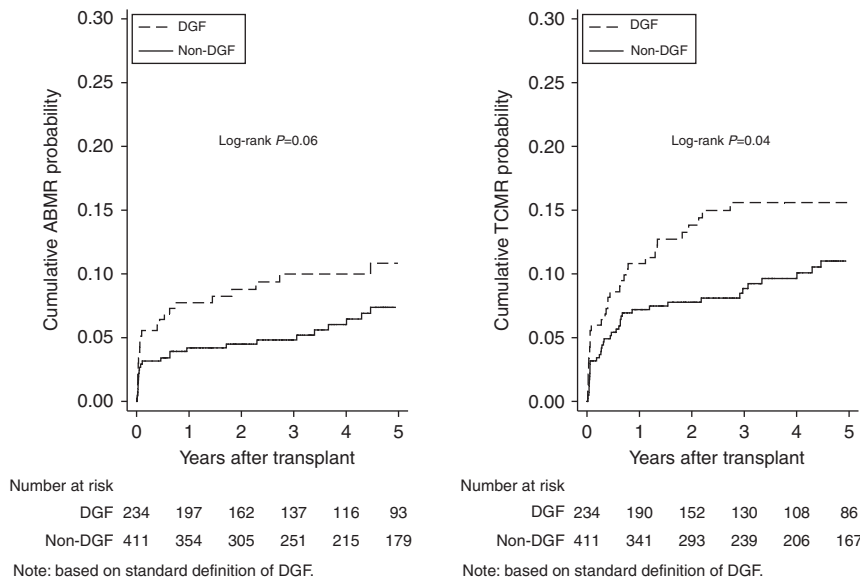 0.30
0.25
0.20
0.15
0.10
0.05
0.00
Cumulative ABMR probability
DGF
Non-DGF
Log-rank P=0.06
0 1 2 3 4 5
Years after transplant
Number at risk
DGF 234 197 162 137 116 93
Non-DGF 411 354 305 251 215 179
Note: based on standard definition of DGF.
0.30
0.25
0.20
0.15
0.10
0.05
0.00
Cumulative TCMR probability
DGF
Non-DGF
Log-rank P=0.04
0 1 2 3 4 5
Years after transplant
Number at risk
DGF 234 190 152 130 108 86
Non-DGF 411 341 293 239 206 167
Note: based on standard definition of DGF.